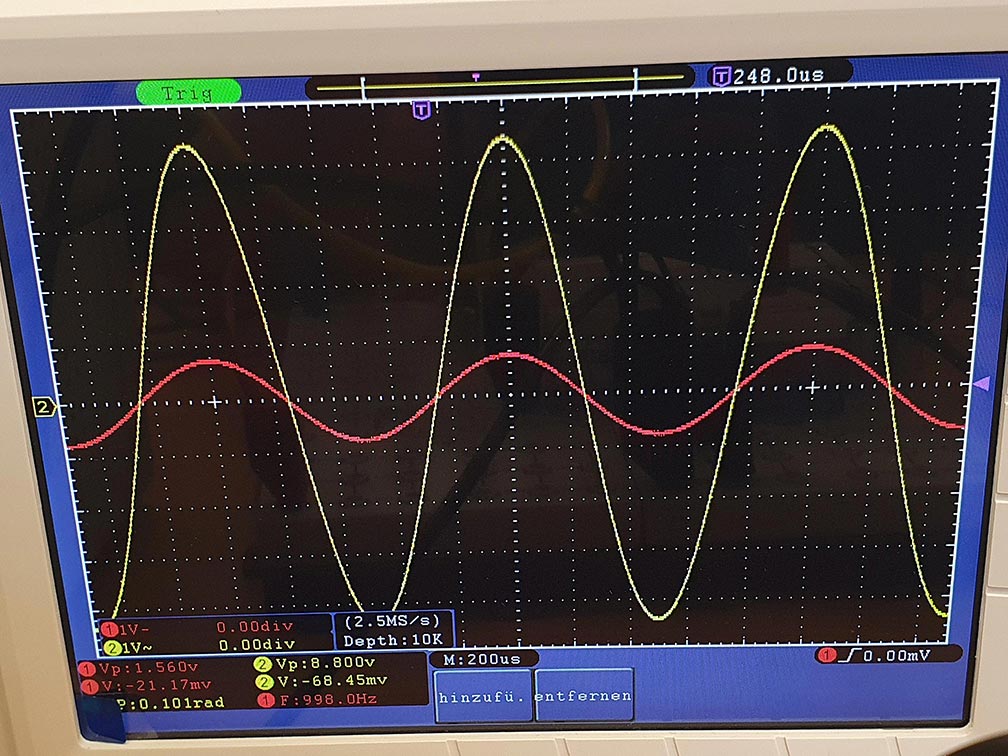 Trig
T 248.0us
T
2
1 1V- 0.00div
2 1V~ 0.00div
(2.5MS/s)
Depth:10K
1 Vp:1.560v 2 Vp:8.800v
1 V:-21.17mv 2 V:-68.45mv
P:0.101rad 1 F:998.0Hz
M:200us
1 0.00mV
hinzufü. entfernen